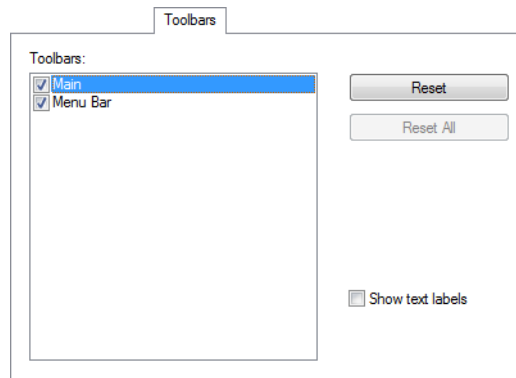 Toolbars
Toolbars:
Main
Menu Bar
Reset
Reset All
Show text labels